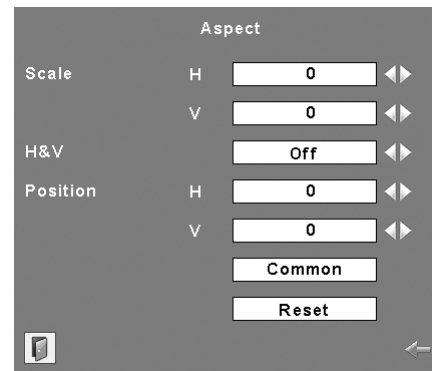 Aspect
Scale H 0
V 0
H&V Off
Position H 0
V 0
Common
Reset